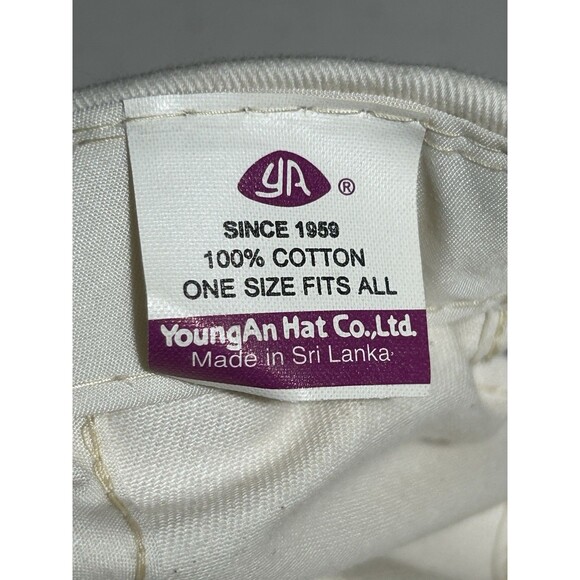 YA ®
SINCE 1959
100% COTTON
ONE SIZE FITS ALL
YoungAn Hat Co.,Ltd.
Made in Sri Lanka